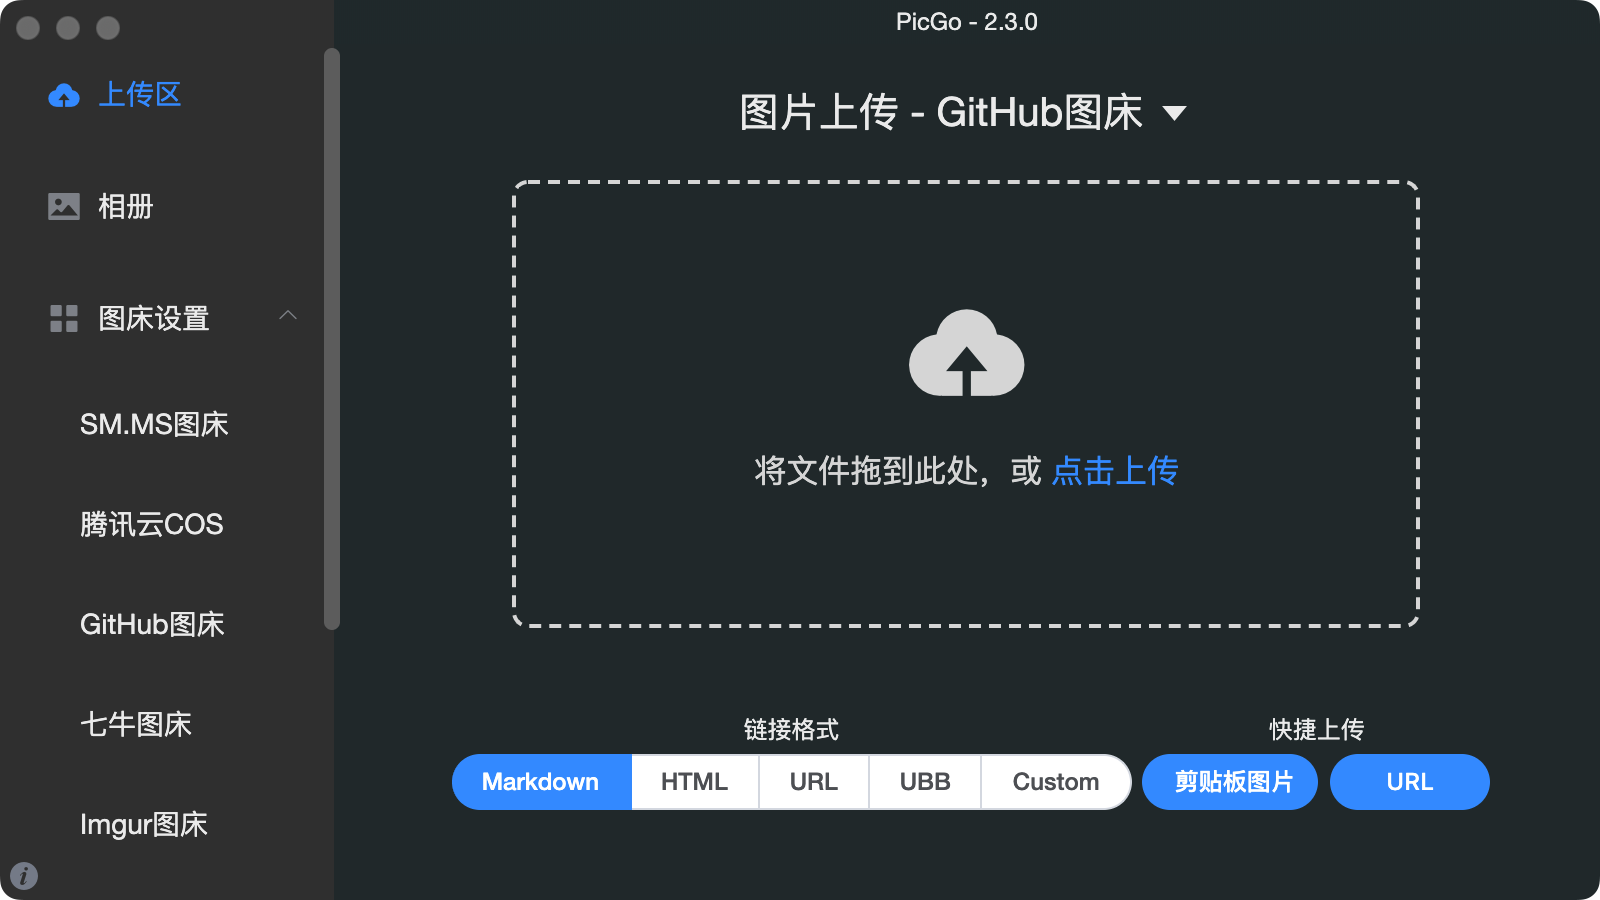 PicGo - 2.3.0
上传区
相册
图床设置
SM.MS图床
腾讯云COS
GitHub图床
七牛图床
Imgur图床
图片上传 - GitHub图床
将文件拖到此处，或 点击上传
链接格式
Markdown HTML URL UBB Custom
快捷上传
剪贴板图片 URL